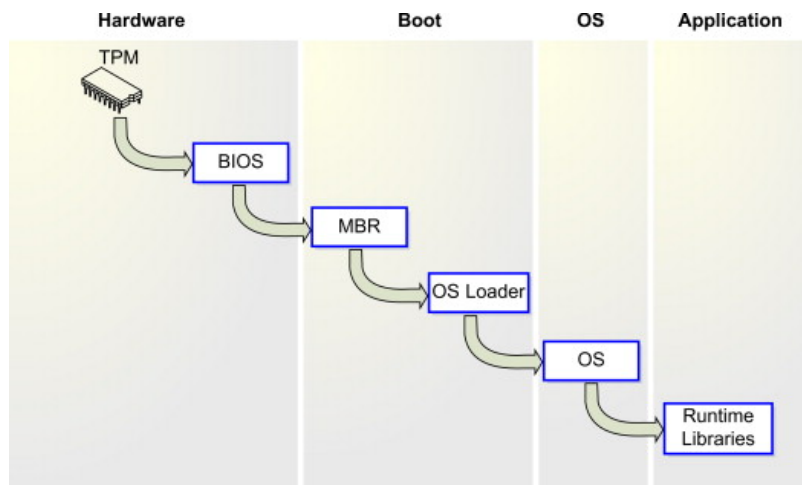 Hardware
Boot
OS
Application
TPM
BIOS
MBR
OS Loader
OS
Runtime
Libraries